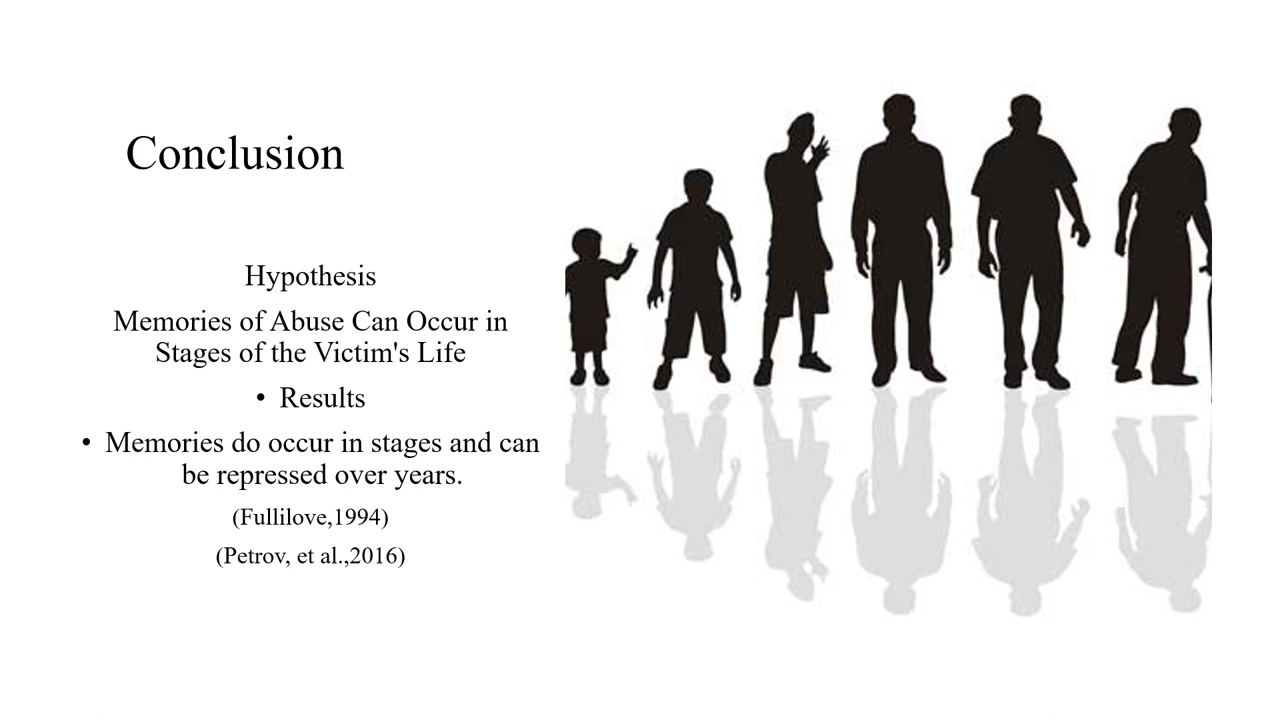 Conclusion
Hypothesis
Memories of Abuse Can Occur in
Stages of the Victim's Life
• Results
• Memories do occur in stages and can
be repressed over years.
(Fullilove,1994)
(Petrov, et al.,2016)